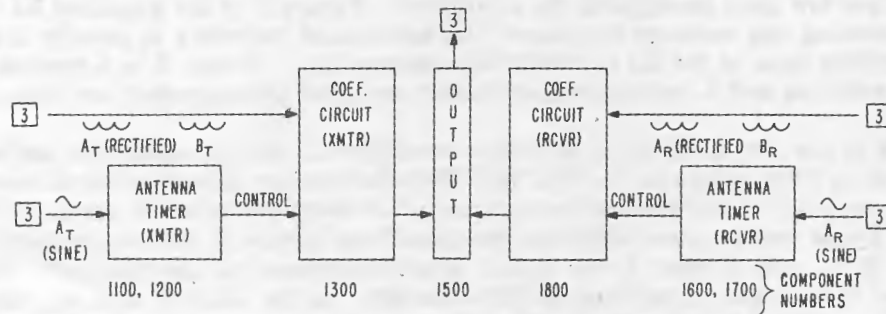 3
COEF.
CIRCUIT
(XMTR)
OUTPUT
COEF.
CIRCUIT
(RCVR)
3
3
A_T (RECTIFIED) B_T
A_R (RECTIFIED B_R
3
A_T
(SINE)
ANTENNA
TIMER
(XMTR)
CONTROL
CONTROL
ANTENNA
TIMER
(RCVR)
3
A_R
(SINE)
1100, 1200
1300
1500
1800
1600, 1700
COMPONENT
NUMBERS